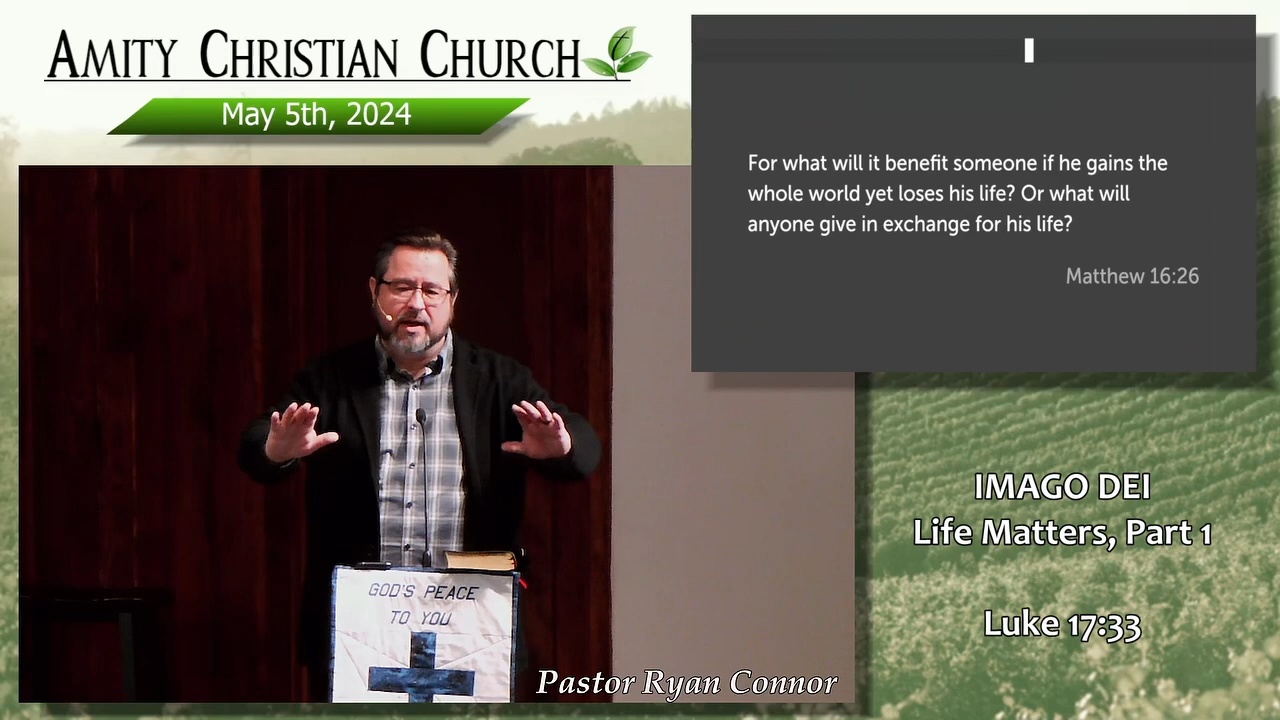 AMITY CHRISTIAN CHURCH
May 5th, 2024
For what will it benefit someone if he gains the
whole world yet loses his life? Or what will
anyone give in exchange for his life?
Matthew 16:26
GOD'S PEACE
TO YOU
Pastor Ryan Connor
IMAGO DEI
Life Matters, Part 1
Luke 17:33